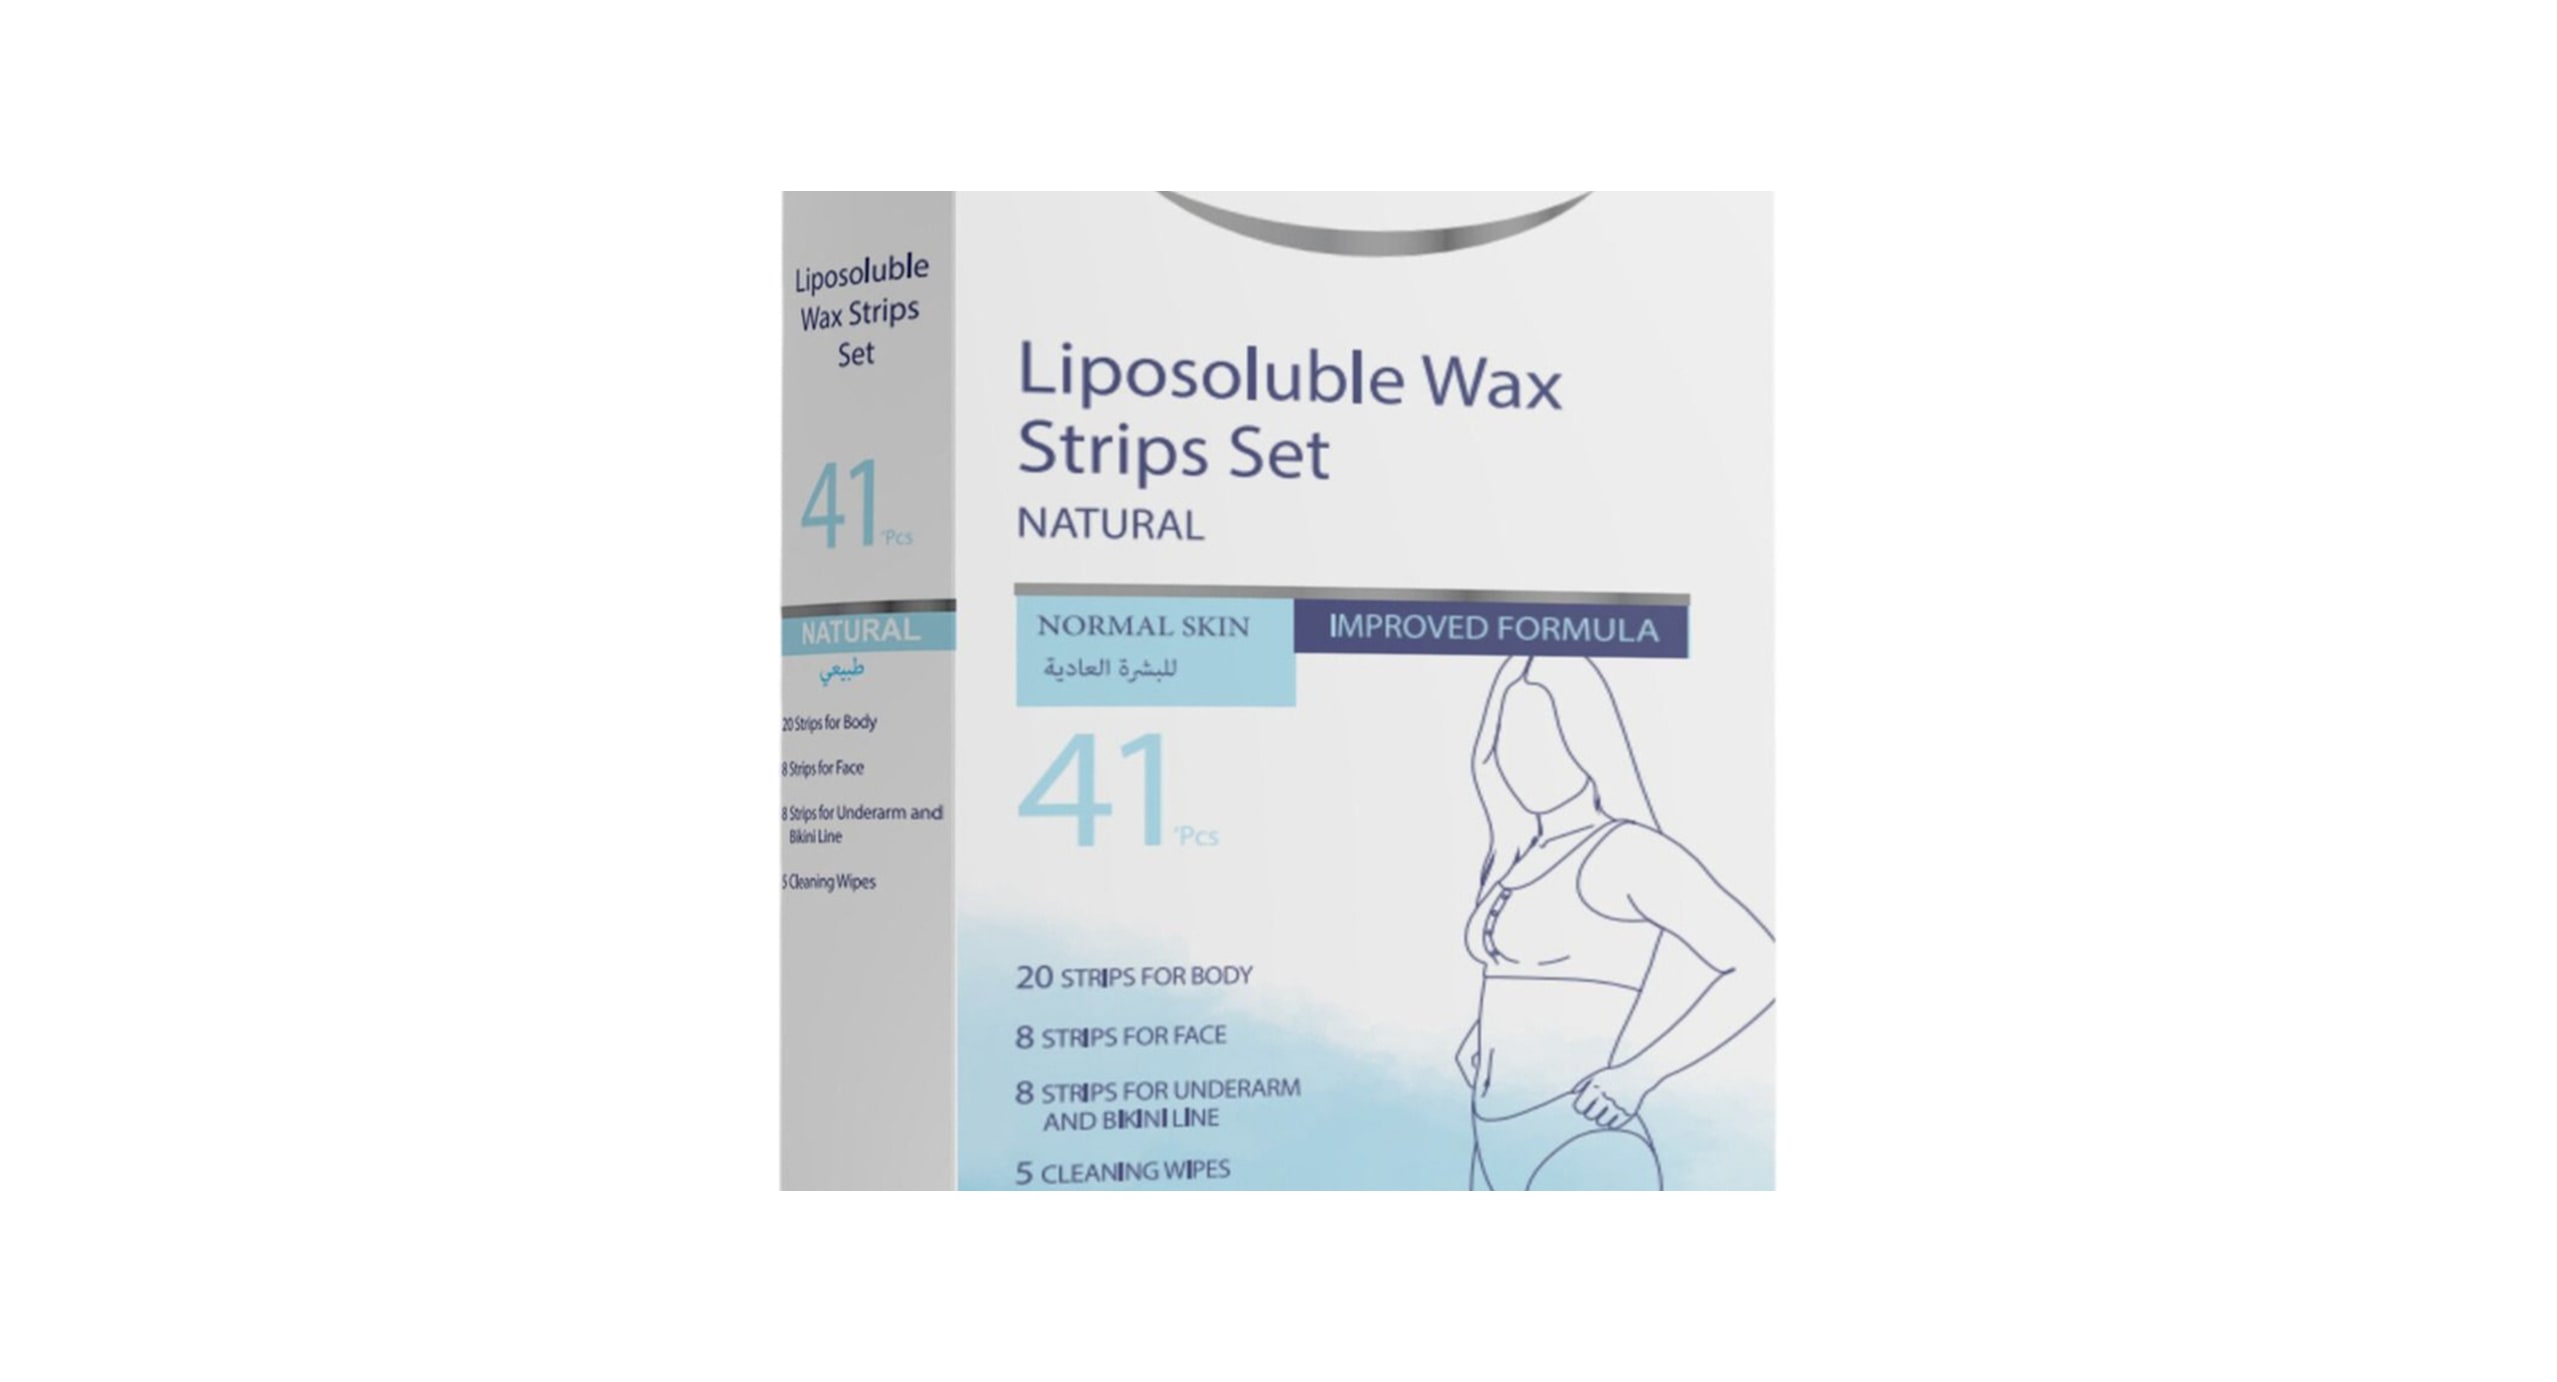 Liposoluble
Wax Strips
Set
41 'Pcs
NATURAL
طبيعي
20 Strips for Body
8 Strips for Face
8 Strips for Underarm and
Bikini Line
5 Cleaning Wipes
Liposoluble Wax
Strips Set
NATURAL
NORMAL SKIN
للبشرة العادية
IMPROVED FORMULA
41 'Pcs
20 STRIPS FOR BODY
8 STRIPS FOR FACE
8 STRIPS FOR UNDERARM
AND BIKINI LINE
5 CLEANING WIPES